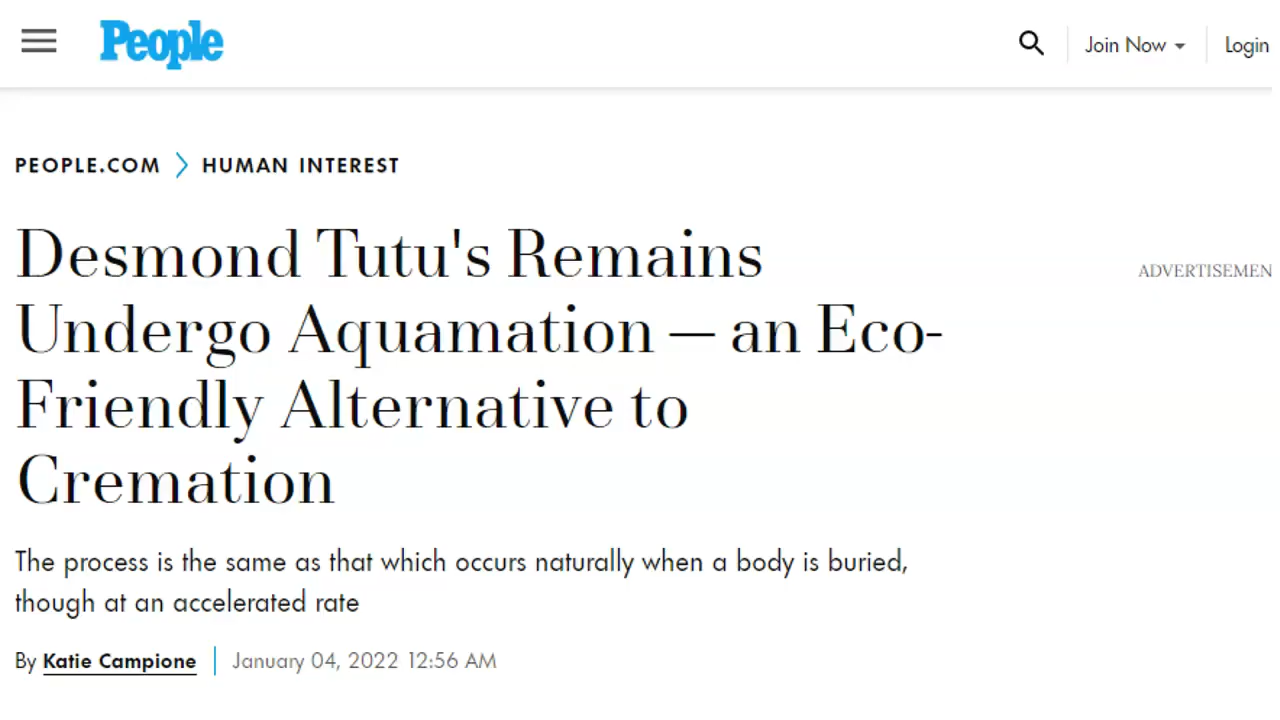 People
Join Now
Login
PEOPLE.COM > HUMAN INTEREST
ADVERTISEMEN
Desmond Tutu's Remains
Undergo Aquamation — an Eco-
Friendly Alternative to
Cremation
The process is the same as that which occurs naturally when a body is buried,
though at an accelerated rate
By Katie Campione | January 04, 2022 12:56 AM